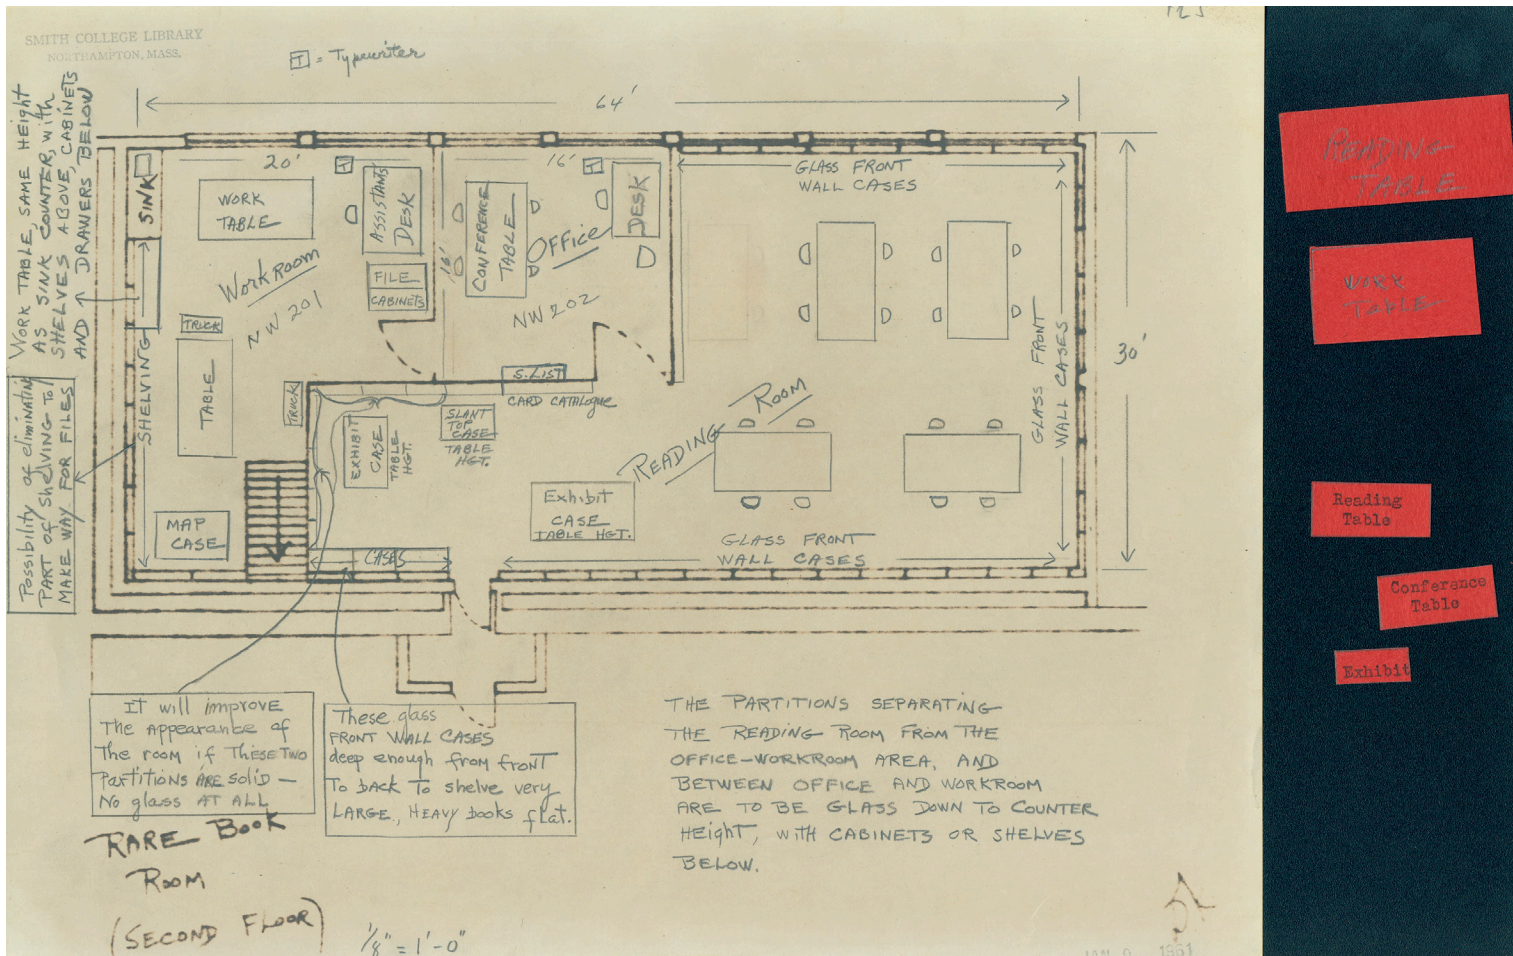 125
SMITH COLLEGE LIBRARY
NORTHAMPTON, MASS.
T = Typewriter
64'
WORK TABLE, SAME HEIGHT
AS SINK COUNTER, with
SHELVES ABOVE, CABINETS
AND DRAWERS BELOW
Possibility of eliminating
PART OF Shelving To
MAKE WAY FOR FILES
SINK
SHELVING
20'
T
WORK
TABLE
ASSISTANTS
DESK
FILE
CABINETS
WorkRoom
NW 201
TRUCK
TABLE
TRUCK
MAP
CASE
16'
T
16'
CONFERENCE
TABLE
DESK
OFFice
NW202
S.LIST
CARD CATALOGUE
SLANT
TOP
CASE
TABLE
HGT.
EXHIBIT
CASE
TABLE
HGT.
CASES
Exhibit
CASE
TABLE HGT.
READING ROOM
GLASS FRONT
WALL CASES
GLASS FRONT
WALL CASES
GLASS FRONT
WALL CASES
30'
It will improve
The Appearance of
The room if These Two
Partitions ARE solid —
No glass AT ALL
These glass
FRONT WALL CASES
deep enough from fronT
To back To shelve very
LARGE, HEAVY books flat.
THE PARTITIONS SEPARATING
THE READING ROOM FROM THE
OFFICE-WORKROOM AREA, AND
BETWEEN OFFICE AND WORKROOM
ARE TO BE GLASS DOWN TO COUNTER
HEighT, with CABINETS OR SHELVES
BELOW.
RARE Book
Room
(SECOND FLOOR)
1/8" = 1'-0"
JAN 9 1961
READING
TABLE
WORK
TABLE
Reading
Table
Conference
Table
Exhibit